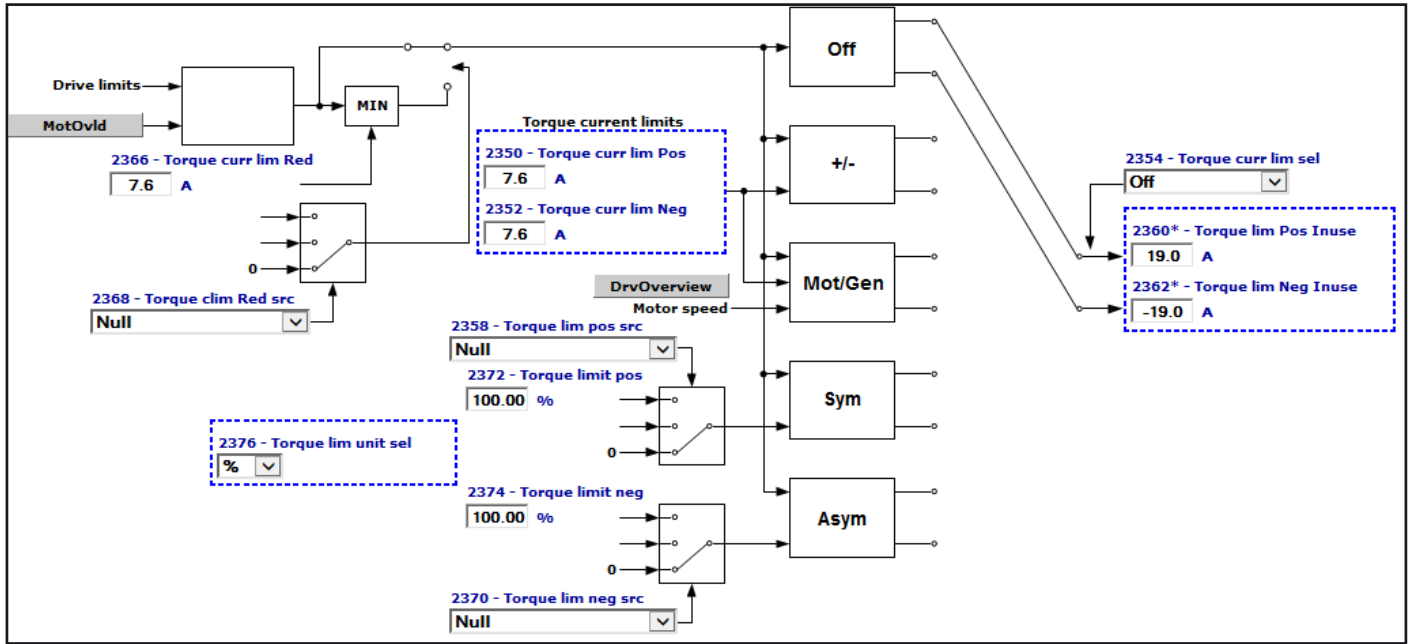 Off
Drive limits
MotOvld
MIN
Torque current limits
2366 - Torque curr lim Red
7.6 A
2350 - Torque curr lim Pos
7.6 A
2352 - Torque curr lim Neg
7.6 A
+/-
2354 - Torque curr lim sel
Off
2360* - Torque lim Pos Inuse
19.0 A
2362* - Torque lim Neg Inuse
-19.0 A
0
2368 - Torque clim Red src
Null
DrvOverview
Motor speed
Mot/Gen
2358 - Torque lim pos src
Null
2372 - Torque limit pos
100.00 %
0
Sym
2376 - Torque lim unit sel
%
2374 - Torque limit neg
100.00 %
0
Asym
2370 - Torque lim neg src
Null